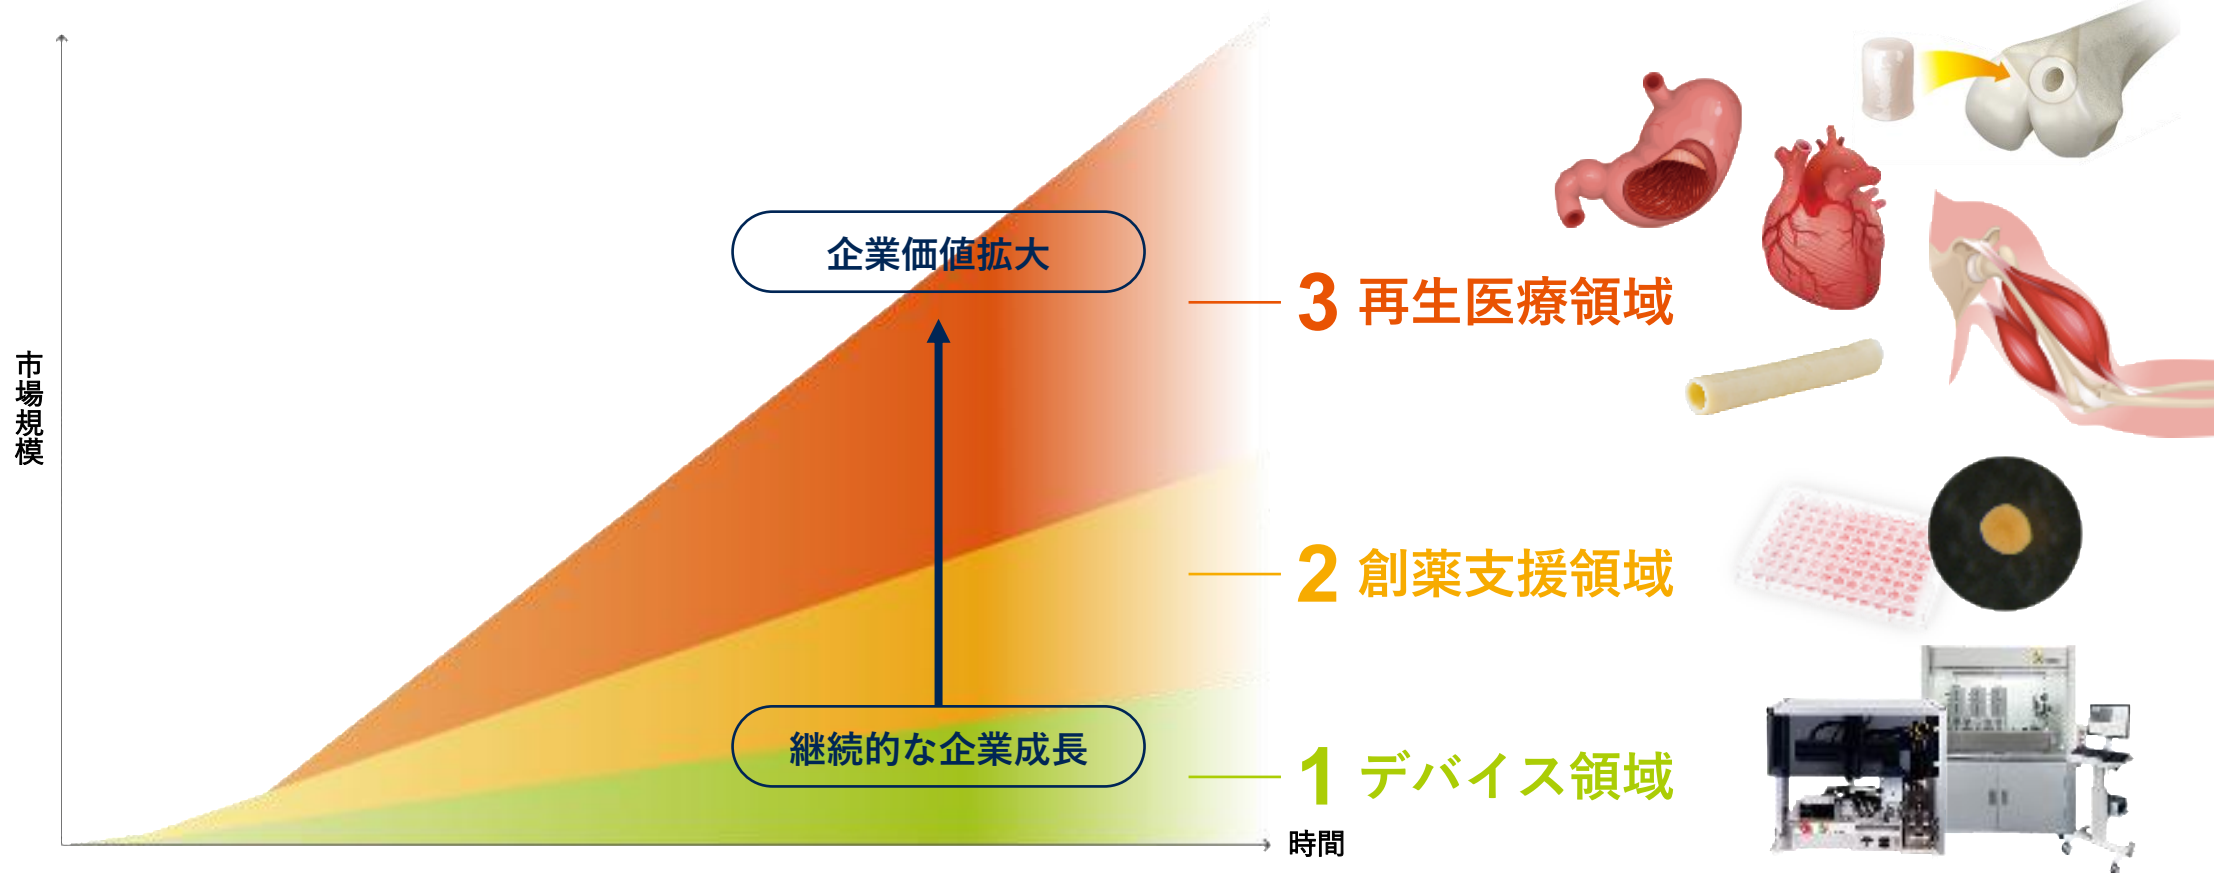 市場規模
企業価値拡大
継続的な企業成長
3 再生医療領域
2 創薬支援領域
1 デバイス領域
時間